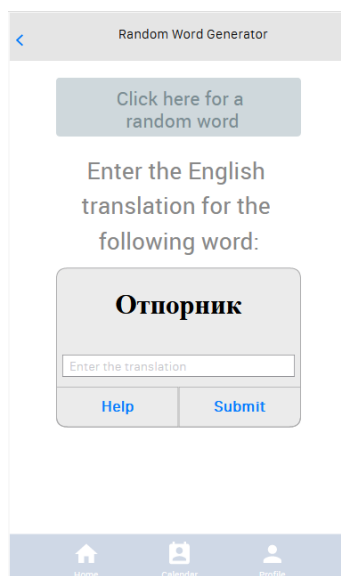 Random Word Generator
Click here for a
random word
Enter the English
translation for the
following word:
Отпорник
Enter the translation
Help Submit
Home Calendar Profile